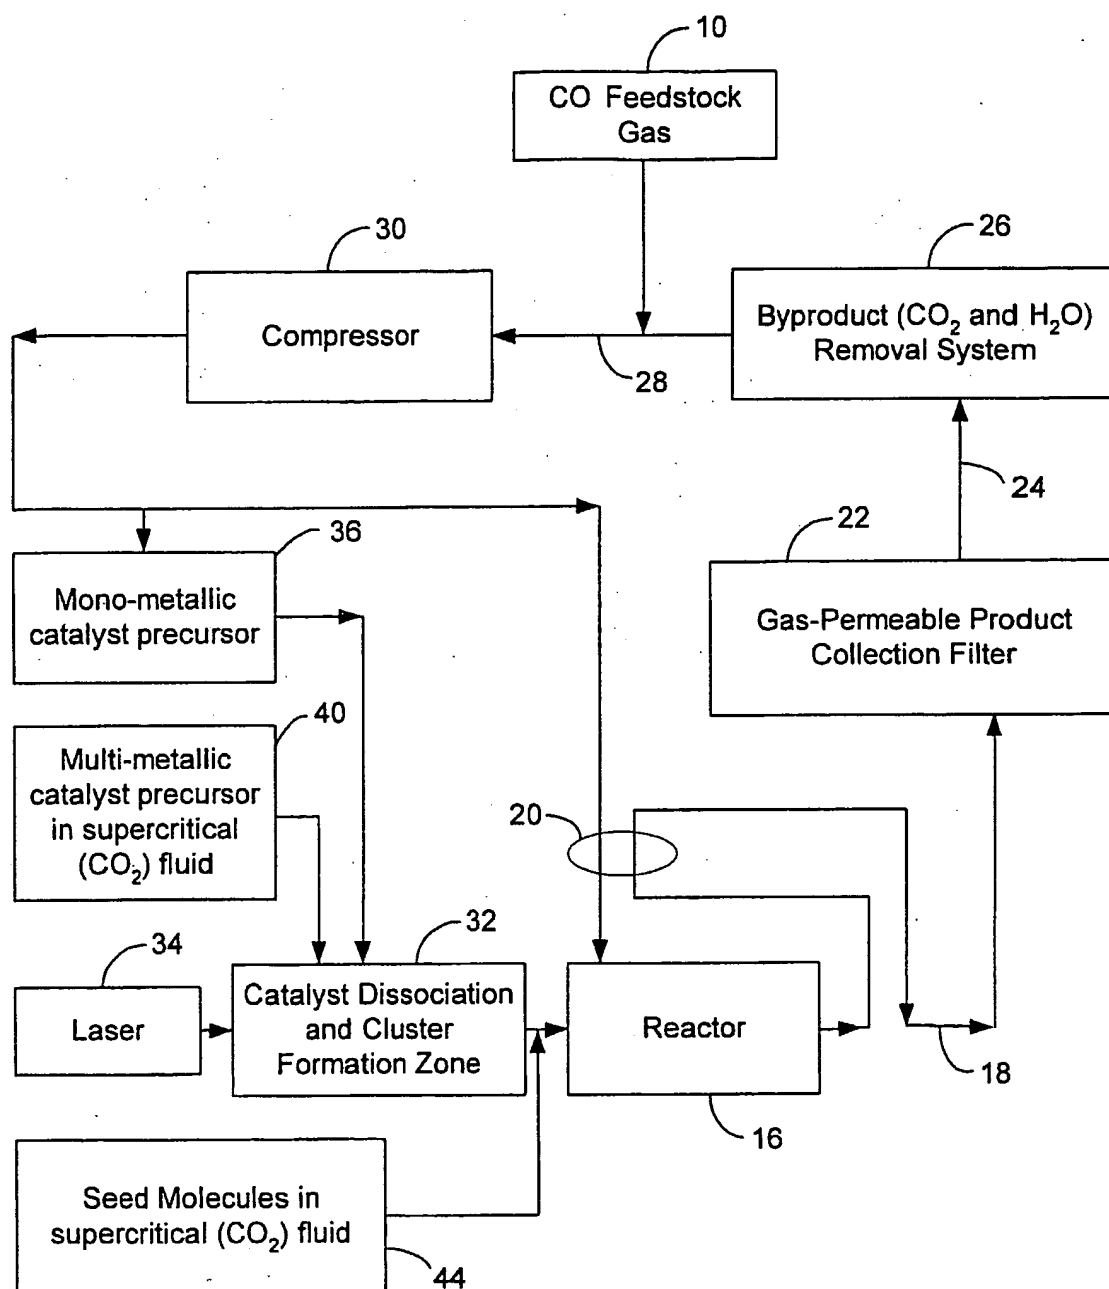 10
CO Feedstock
Gas
30
26
Compressor
Byproduct (CO₂ and H₂O)
Removal System
28
24
36
22
Mono-metallic
catalyst precursor
Gas-Permeable Product
Collection Filter
40
Multi-metallic
catalyst precursor
in supercritical
(CO₂) fluid
20
34
32
Laser
Catalyst Dissociation
and Cluster
Formation Zone
Reactor
18
16
Seed Molecules in
supercritical (CO₂) fluid
44